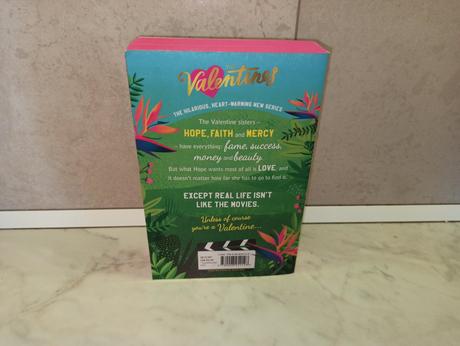 THE
Valentines
THE HILARIOUS, HEART-WARMING NEW SERIES
The Valentine sisters –
HOPE, FAITH and MERCY
– have everything: fame, success,
money and beauty.
But what Hope wants most of all is LOVE, and
it doesn't matter how far she has to go to find it.
EXCEPT REAL LIFE ISN'T
LIKE THE MOVIES.
Unless of course
you're a Valentine...